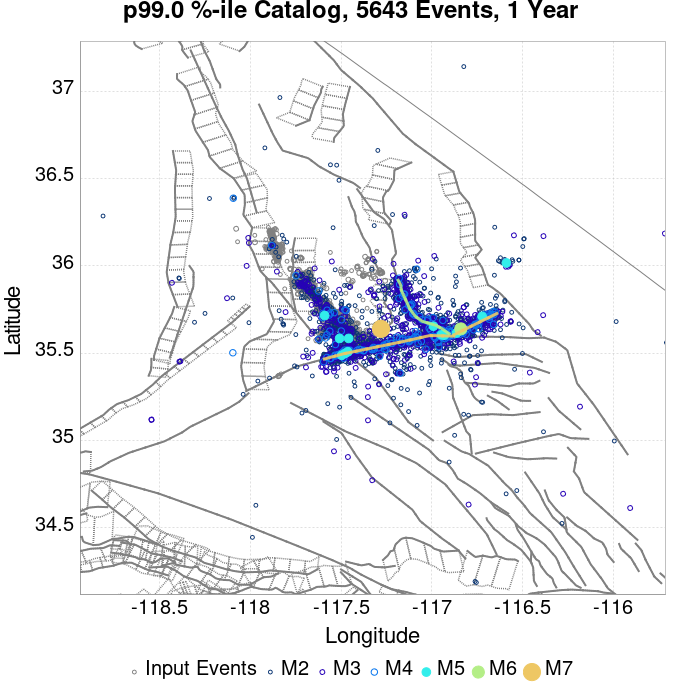 p99.0 %-ile Catalog, 5643 Events, 1 Year
37
36.5
36
35.5
35
34.5
Latitude
-118.5 -118 -117.5 -117 -116.5 -116
Longitude
Input Events M2 M3 M4 M5 M6 M7